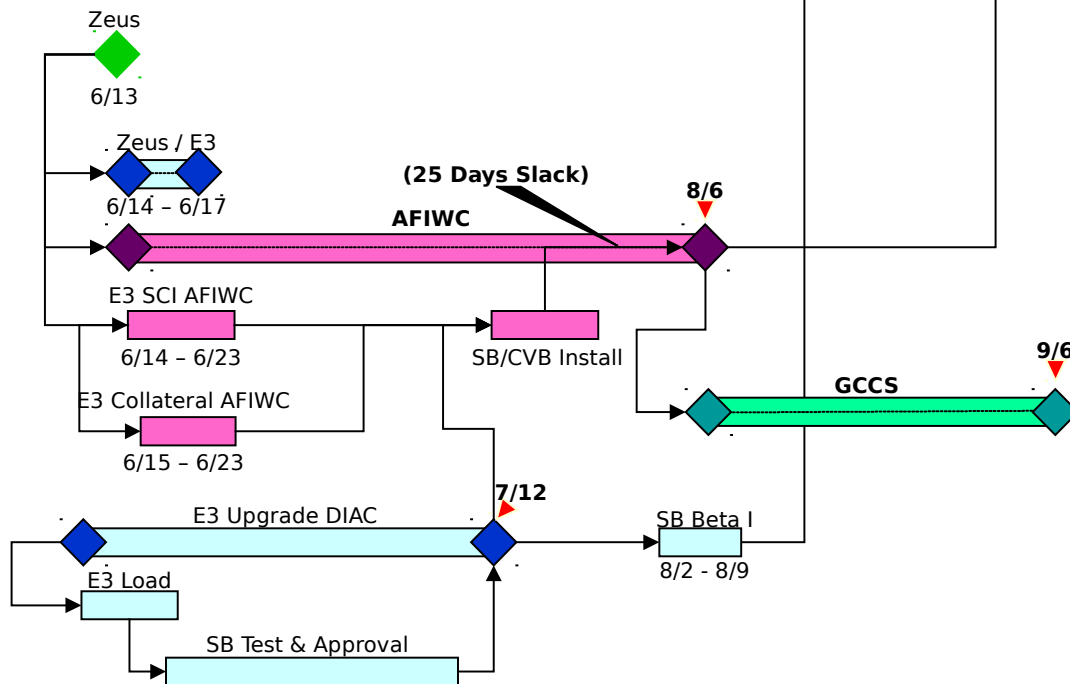 Zeus
6/13
Zeus / E3
6/14 – 6/17
(25 Days Slack)
8/6
AFIWC
E3 SCI AFIWC
6/14 – 6/23
SB/CVB Install
9/6
GCCS
E3 Collateral AFIWC
6/15 – 6/23
7/12
E3 Upgrade DIAC
SB Beta I
8/2 - 8/9
E3 Load
SB Test & Approval